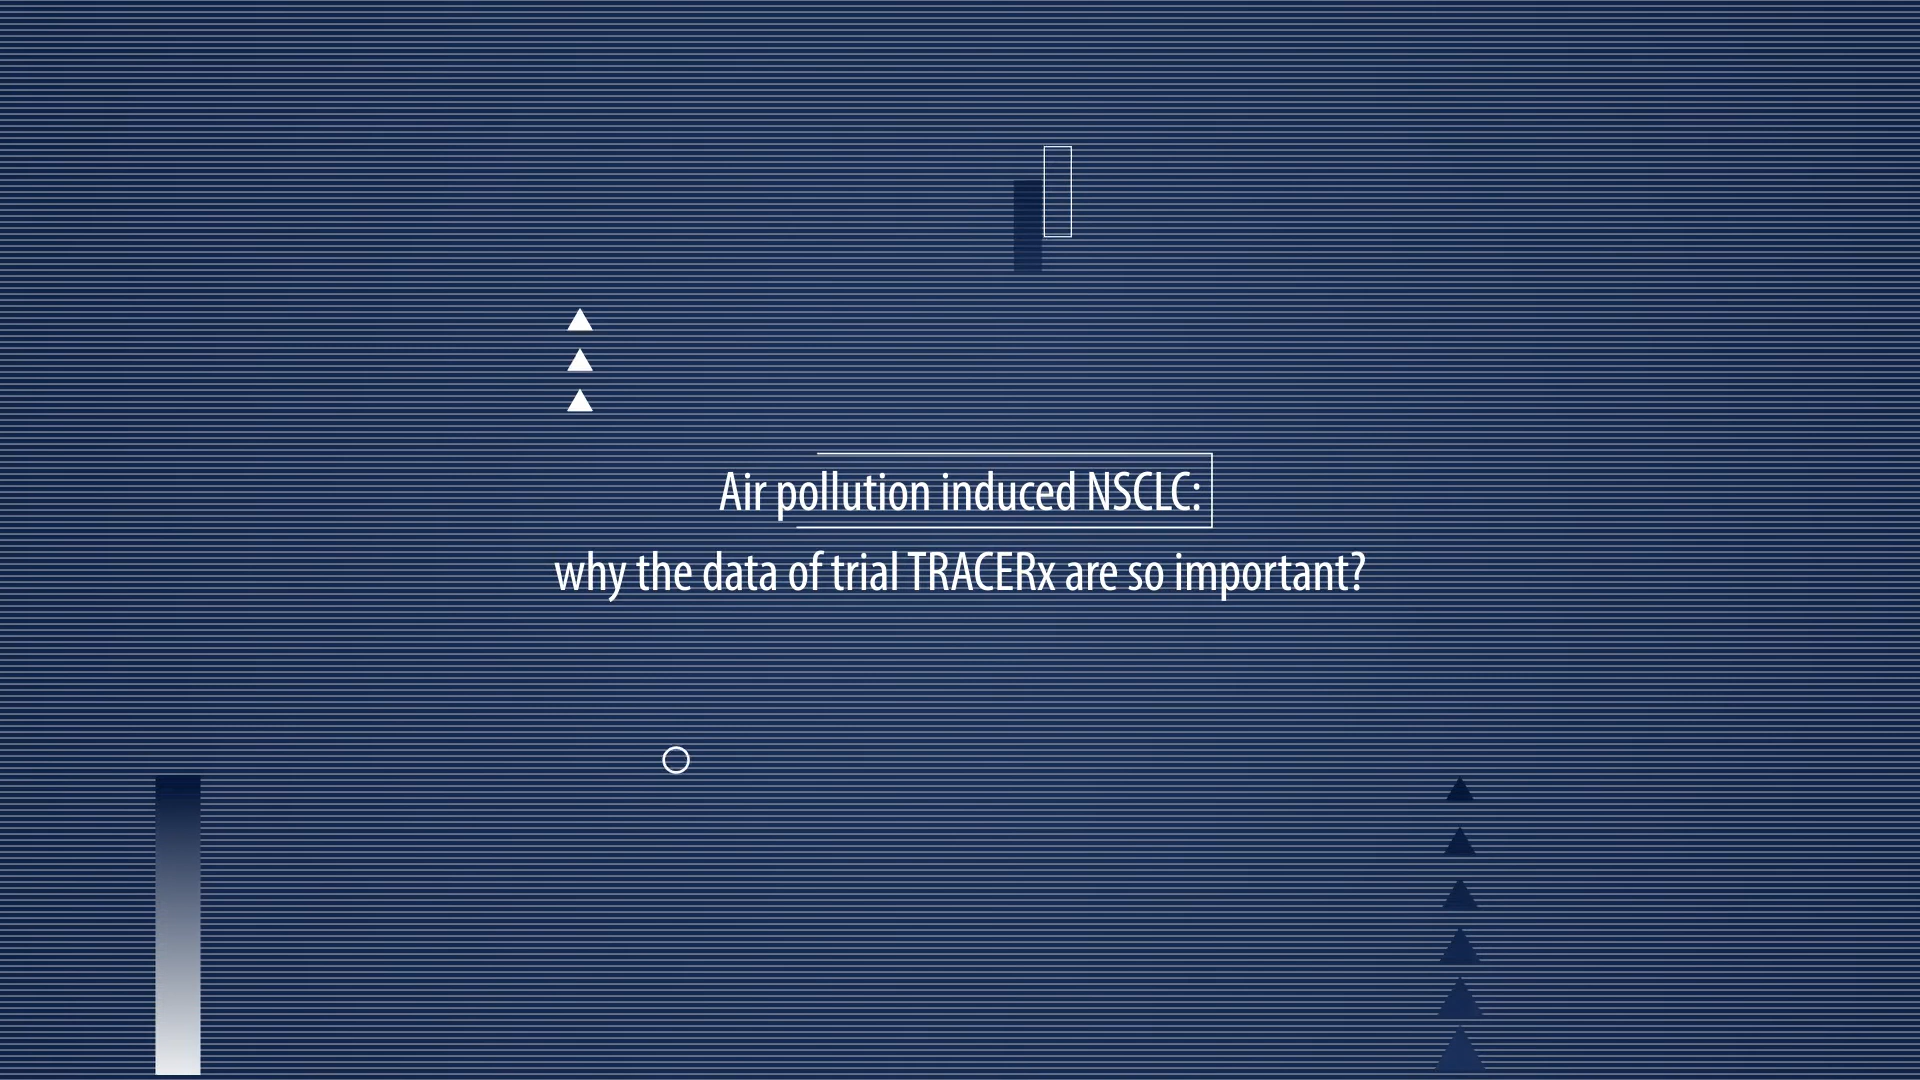 Air pollution induced NSCLC:
why the data of trial TRACERx are so important?